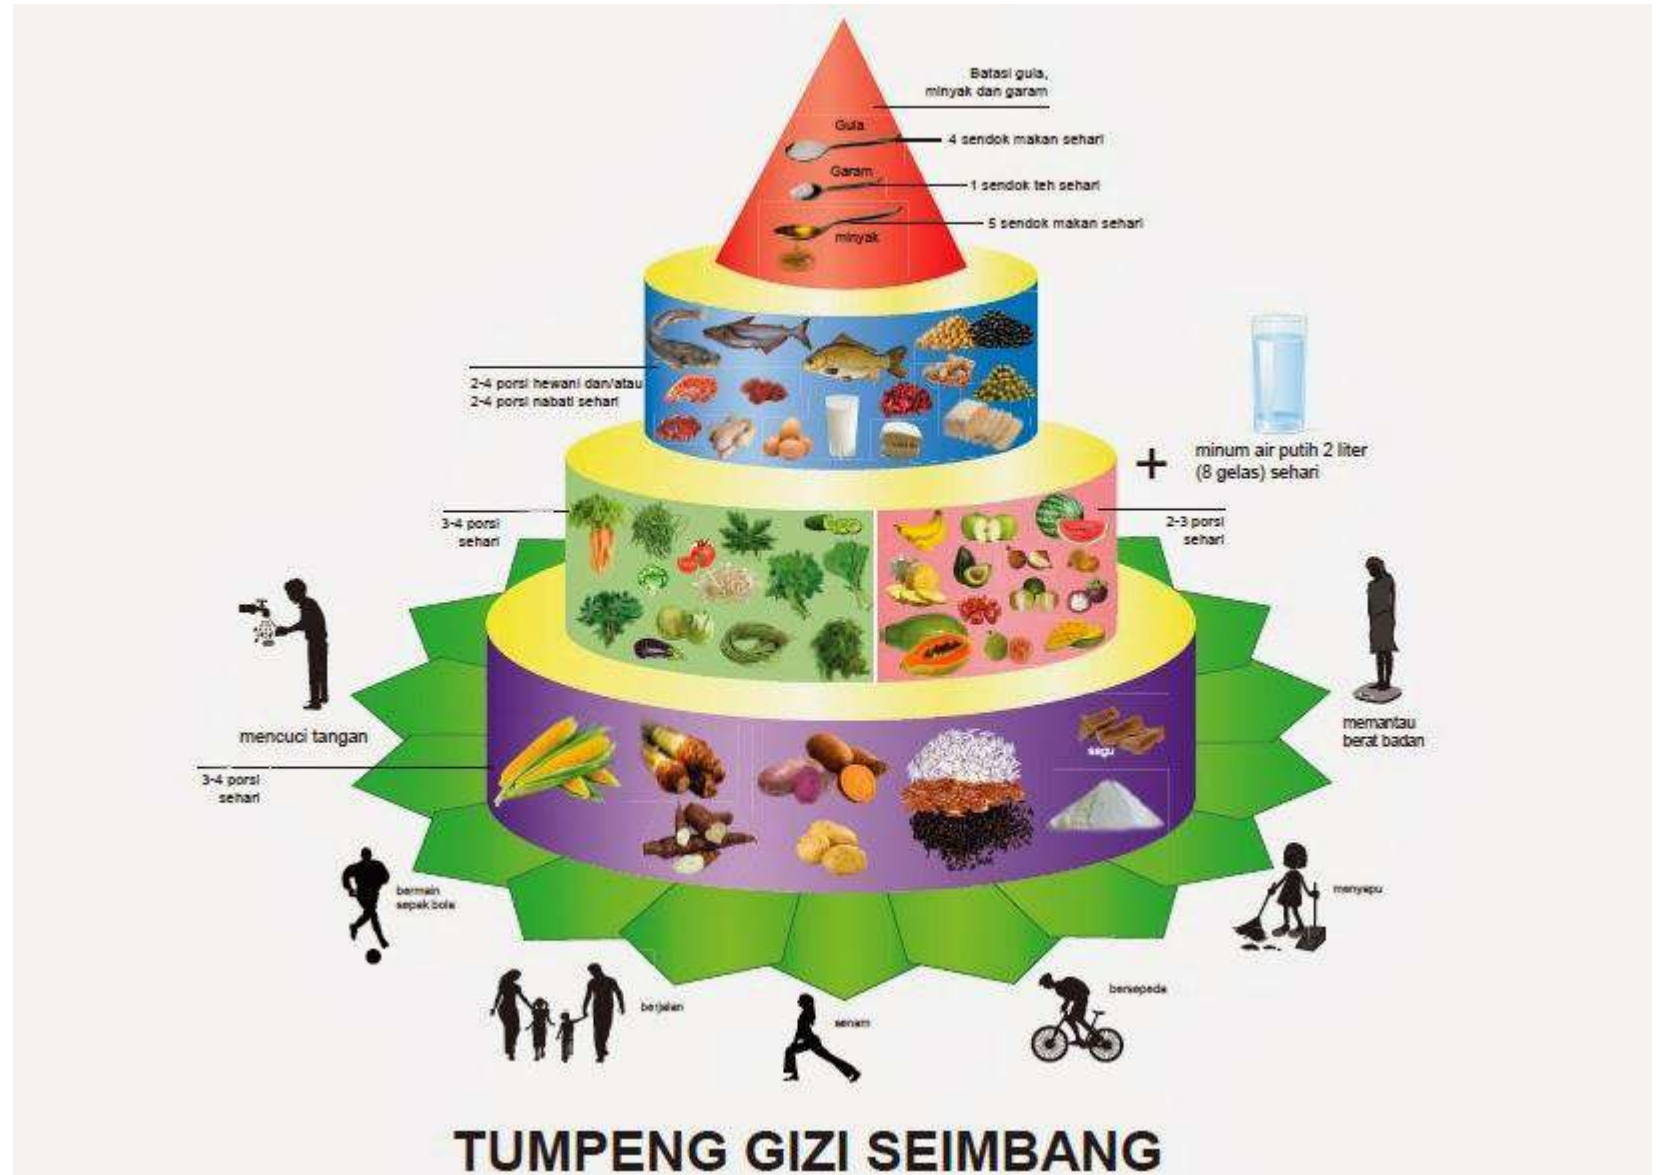 Batasi gula,
minyak dan garam
Gula
4 sendok makan sehari
Garam
1 sendok teh sehari
5 sendok makan sehari
minyak
2-4 porsi hewani dan/atau
2-4 porsi nabati sehari
+
minum air putih 2 liter
(8 gelas) sehari
3-4 porsi
sehari
2-3 porsi
sehari
mencuci tangan
memantau
berat badan
3-4 porsi
sehari
sagu
bermain
sepak bola
menyapu
berjalan
senam
bersepeda
TUMPENG GIZI SEIMBANG